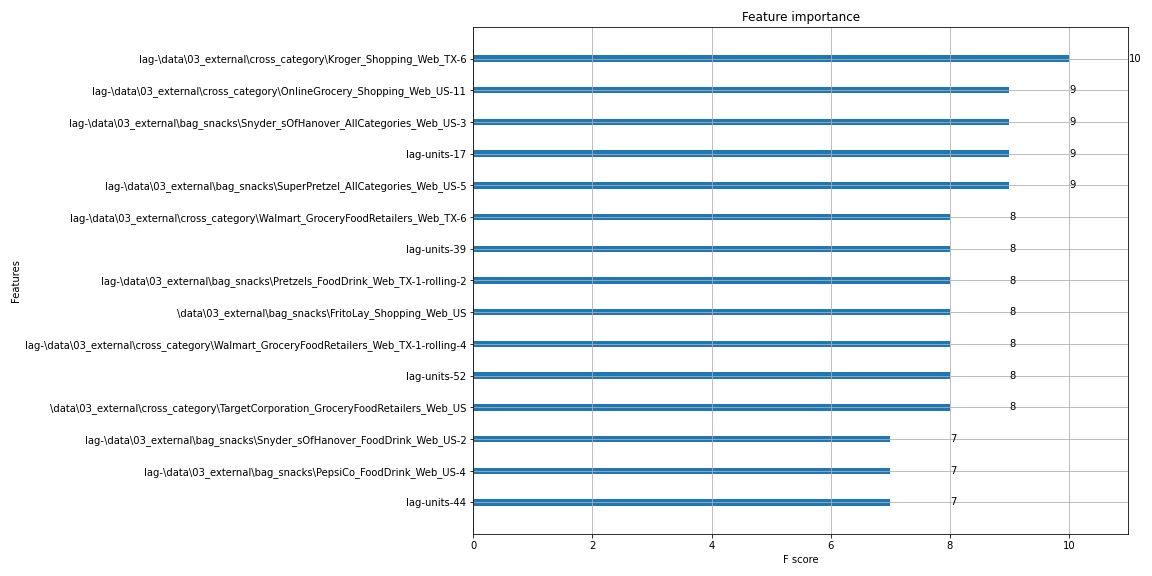 Feature importance
Features
lag-\data\03_external\cross_category\Kroger_Shopping_Web_TX-6 10
lag-\data\03_external\cross_category\OnlineGrocery_Shopping_Web_US-11 9
lag-\data\03_external\bag_snacks\Snyder_sOfHanover_AllCategories_Web_US-3 9
lag-units-17 9
lag-\data\03_external\bag_snacks\SuperPretzel_AllCategories_Web_US-5 9
lag-\data\03_external\cross_category\Walmart_GroceryFoodRetailers_Web_TX-6 8
lag-units-39 8
lag-\data\03_external\bag_snacks\Pretzels_FoodDrink_Web_TX-1-rolling-2 8
\data\03_external\bag_snacks\FritoLay_Shopping_Web_US 8
lag-\data\03_external\cross_category\Walmart_GroceryFoodRetailers_Web_TX-1-rolling-4 8
lag-units-52 8
\data\03_external\cross_category\TargetCorporation_GroceryFoodRetailers_Web_US 8
lag-\data\03_external\bag_snacks\Snyder_sOfHanover_FoodDrink_Web_US-2 7
lag-\data\03_external\bag_snacks\PepsiCo_FoodDrink_Web_US-4 7
lag-units-44 7
0 2 4 6 8 10
F score